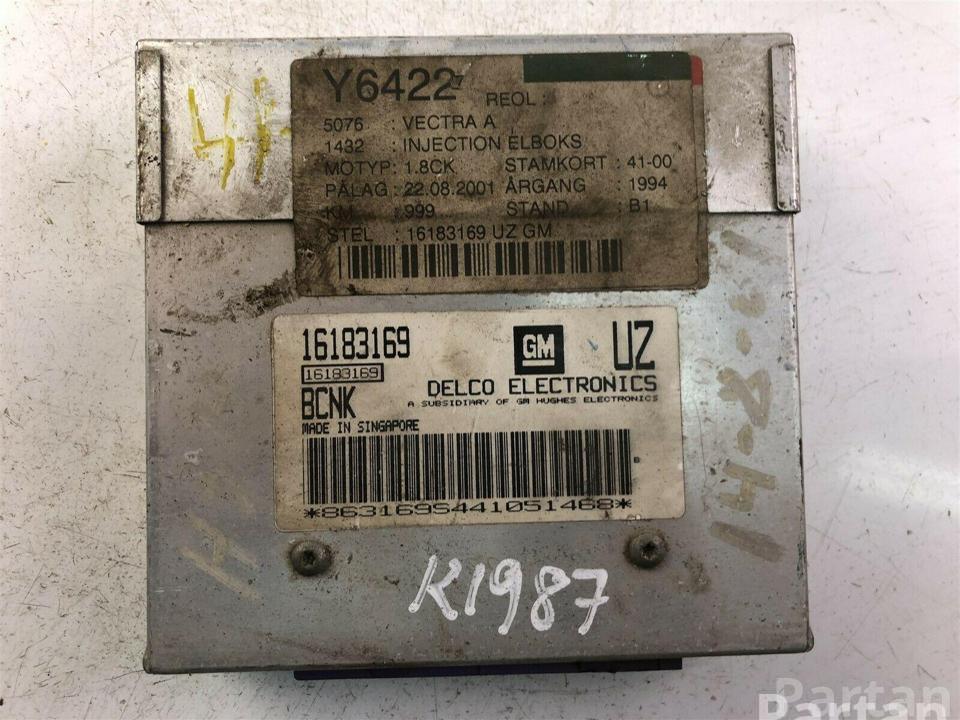 Y64227
REOL :
5076 : VECTRA A
1432 : INJECTION ELBOKS
MOTYP : 1.8CK STAMKORT : 41-00
PÅLAG : 22.08.2001 ÅRGANG : 1994
KM : 999 STAND : B1
STEL : 16183169 UZ GM
16183169 GM UZ
16183169
BCNK DELCO ELECTRONICS
A SUBSIDIARY OF GM HUGHES ELECTRONICS
MADE IN SINGAPORE
B
*863169S441051468*
K1987
Partan
Partan